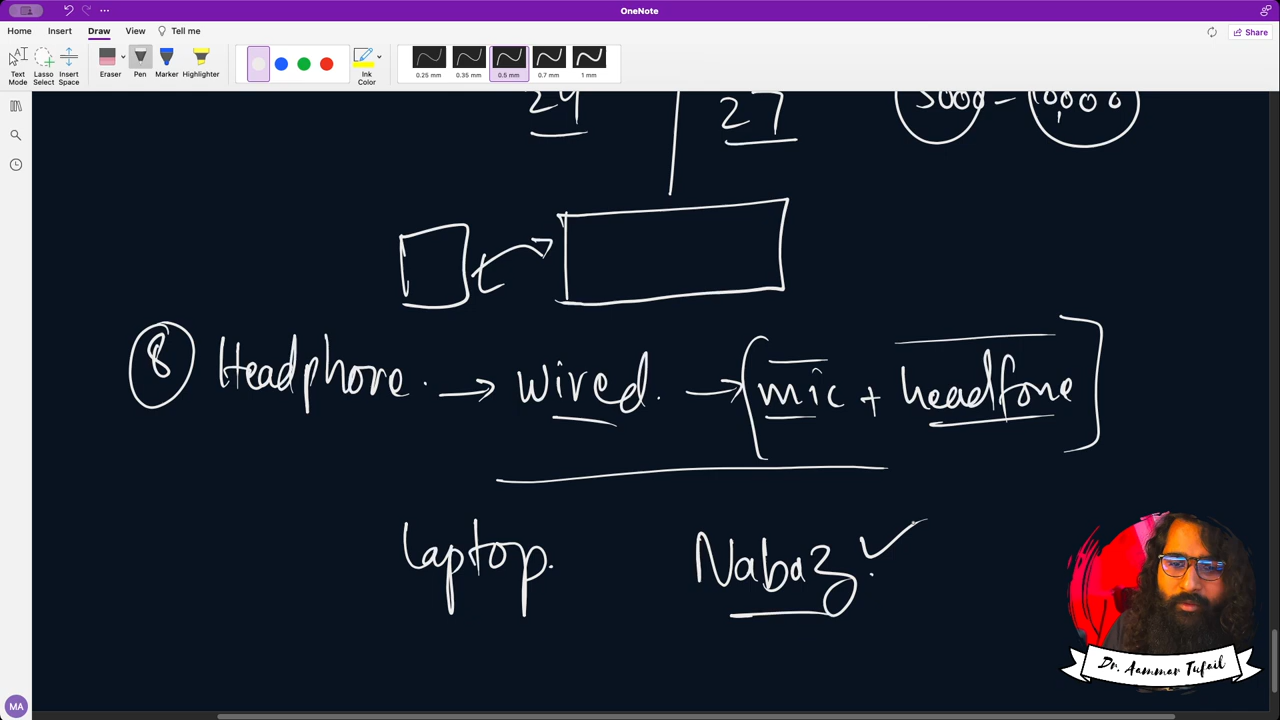 OneNote
Home Insert Draw View Tell me Share
Text Mode Lasso Select Insert Space Eraser Pen Marker Highlighter Ink Color 0.25 mm 0.35 mm 0.5 mm 0.7 mm 1 mm
24 27 5000 - 10,000
8 Headphone. → wired. → [mic + headfone]
Laptop. Nabaz ✓
Dr. Aammar Tufail
MA